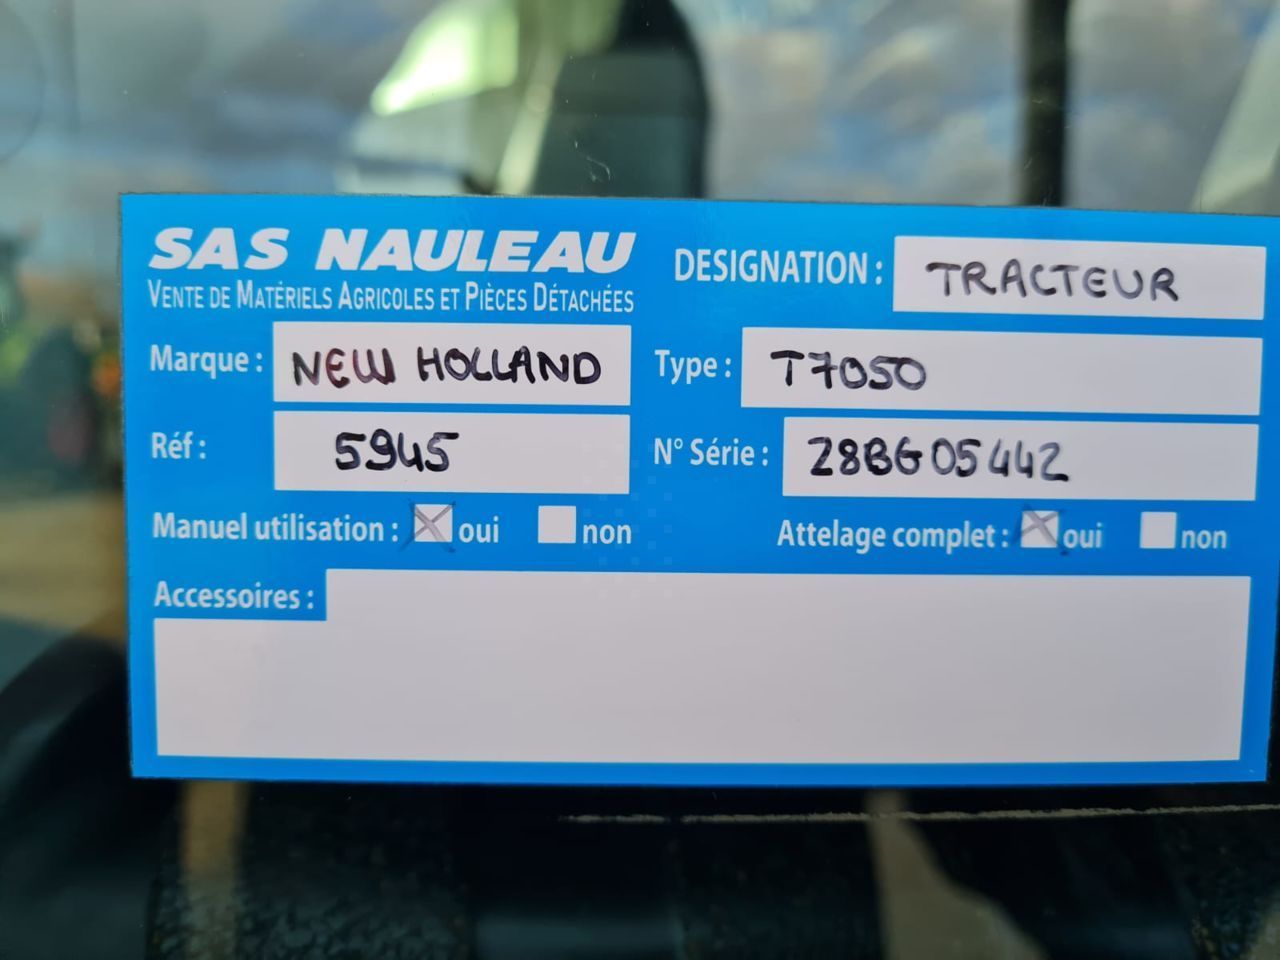 SAS NAULEAU
VENTE DE MATÉRIELS AGRICOLES ET PIÈCES DÉTACHÉES
DESIGNATION : TRACTEUR
Marque : NEW HOLLAND
Type : T7050
Réf : 5945
N° Série : Z8BG05442
Manuel utilisation : oui non
Attelage complet : oui non
Accessoires :